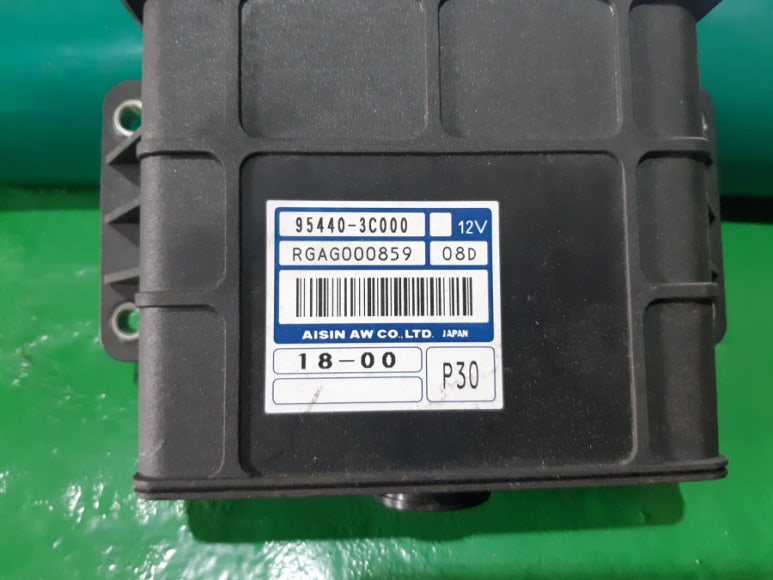 95440-3C000 12V
RGAG000859 08D
AISIN AW CO.,LTD. JAPAN
18-00
P30